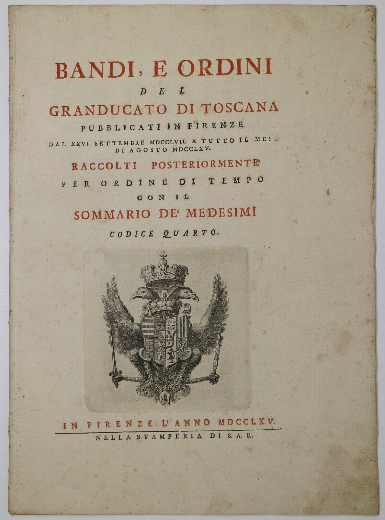 BANDI, E ORDINI
DEL
GRANDUCATO DI TOSCANA
PUBBLICATI IN FIRENZE
DAL XXVI SETTEMBRE MDCCLVII. A TUTTO IL MESE
DI AGOSTO MDCCLXV.
RACCOLTI POSTERIORMENTE
PER ORDINE DI TEMPO
CON IL
SOMMARIO DE' MEDESIMI
CODICE QUARTO.
IN FIRENZE L'ANNO MDCCLXV.
NELLA STAMPERIA DI S.A.R.